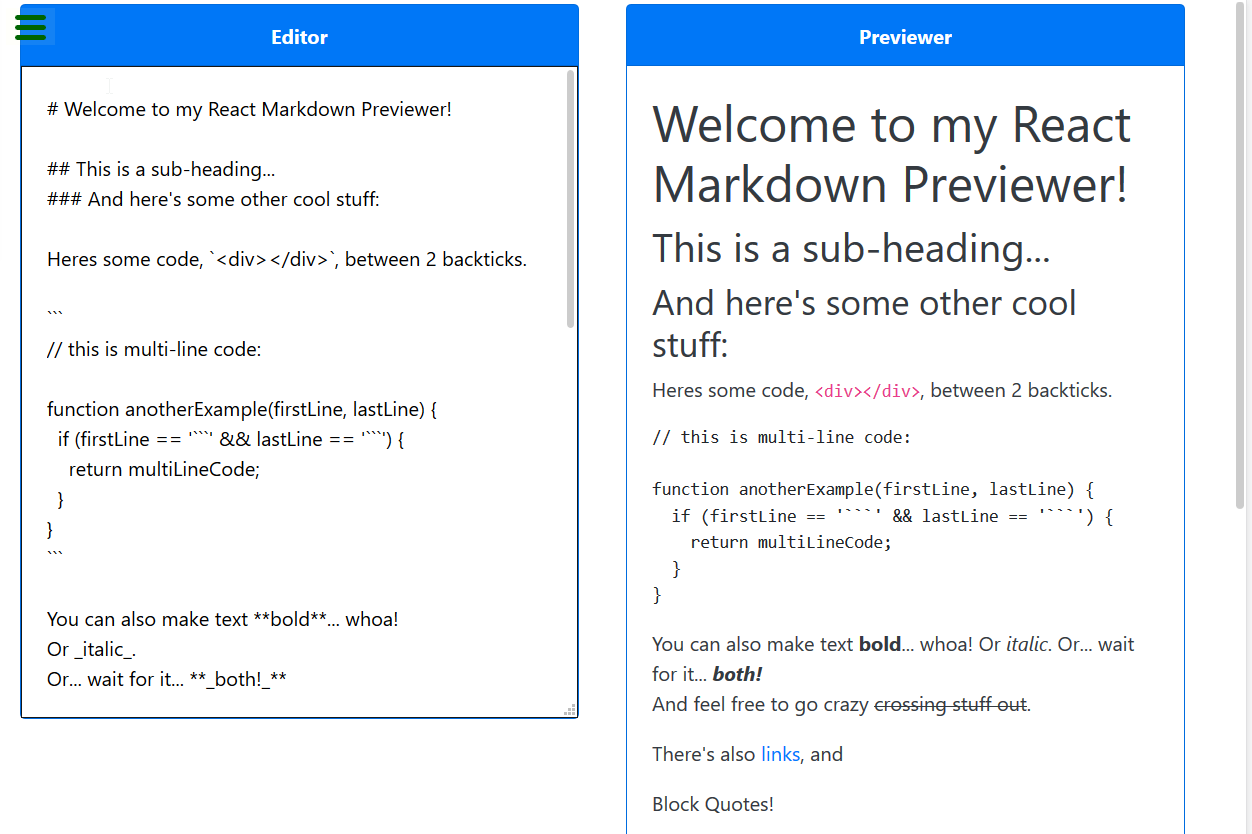 Editor
# Welcome to my React Markdown Previewer!
## This is a sub-heading...
### And here's some other cool stuff:
Heres some code, `<div></div>`, between 2 backticks.
```
// this is multi-line code:
function anotherExample(firstLine, lastLine) {
  if (firstLine == '```' && lastLine == '```') {
    return multiLineCode;
  }
}
```
You can also make text **bold**... whoa!
Or _italic_.
Or... wait for it... **_both!_**
Previewer
Welcome to my React
Markdown Previewer!
This is a sub-heading...
And here's some other cool
stuff:
Heres some code, <div></div>, between 2 backticks.
// this is multi-line code:
function anotherExample(firstLine, lastLine) {
  if (firstLine == '```' && lastLine == '```') {
    return multiLineCode;
  }
}
You can also make text bold... whoa! Or italic. Or... wait
for it... both!
And feel free to go crazy crossing stuff out.
There's also links, and
Block Quotes!